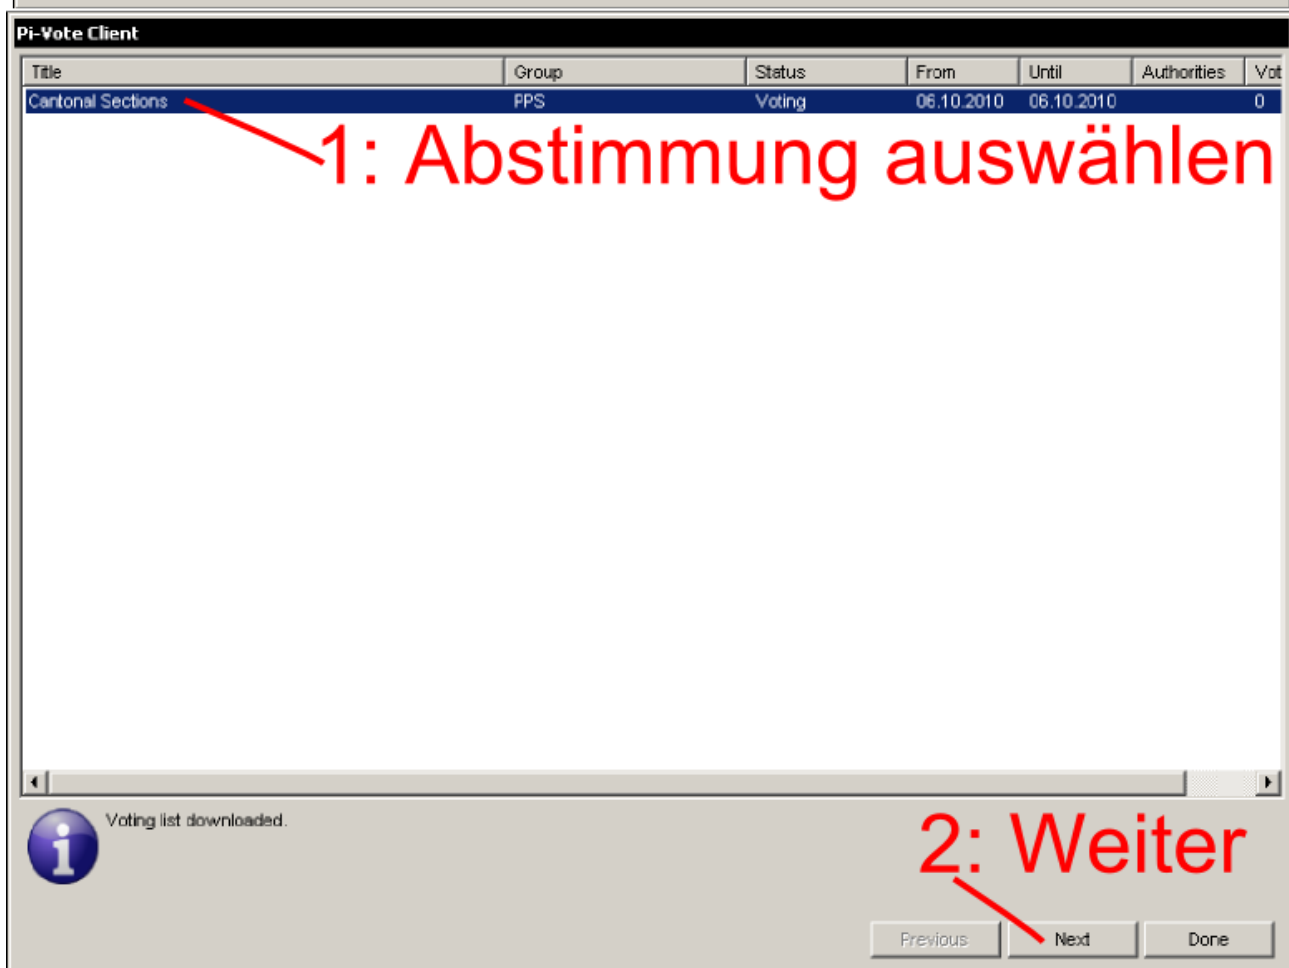 Pi-Vote Client
Title Group Status From Until Authorities Vot
Cantonal Sections PPS Voting 06.10.2010 06.10.2010 0
1: Abstimmung auswählen
Voting list downloaded.
2: Weiter
Previous Next Done